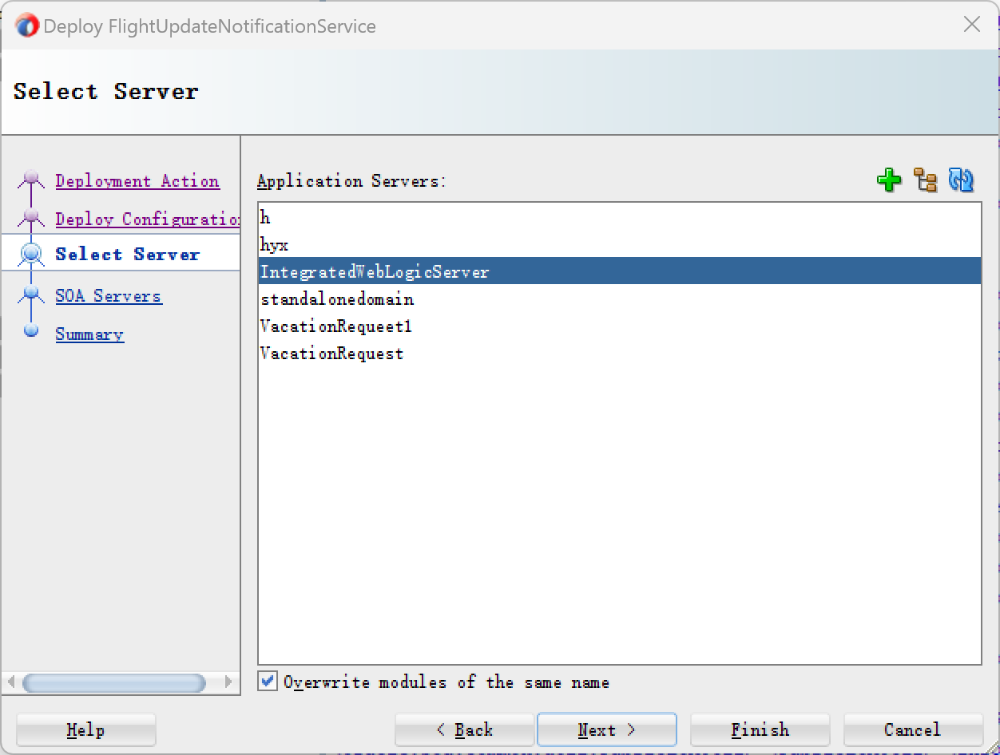 Deploy FlightUpdateNotificationService
Select Server
Deployment Action
Deploy Configuratio
Select Server
SOA Servers
Summary
Application Servers:
h
hyx
IntegratedWebLogicServer
standalonedomain
VacationRequeet1
VacationRequest
Overwrite modules of the same name
Help
< Back
Next >
Finish
Cancel